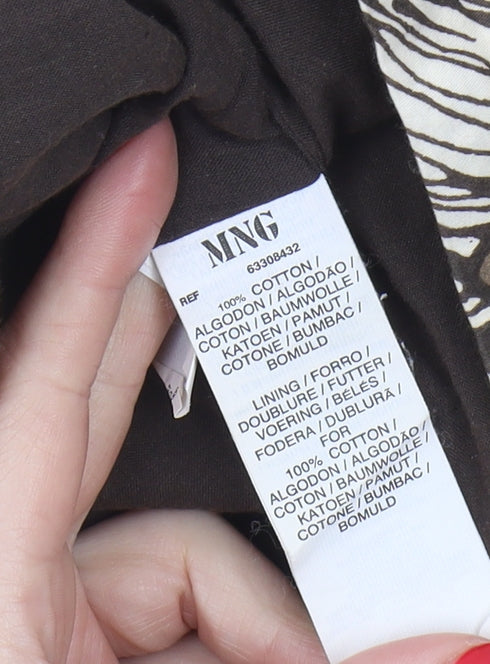 MNG
REF 63308432
100% COTTON /
ALGODON / ALGODÃO /
COTON / BAUMWOLLE /
KATOEN / PAMUT /
COTONE / BUMBAC /
BOMULD
LINING / FORRO /
DOUBLURE / FUTTER /
VOERING / BÉLÉS /
FODERA / DUBLURĂ /
FOR
100% COTTON /
ALGODON / ALGODÃO /
COTON / BAUMWOLLE /
KATOEN / PAMUT /
COTONE / BUMBAC /
BOMULD